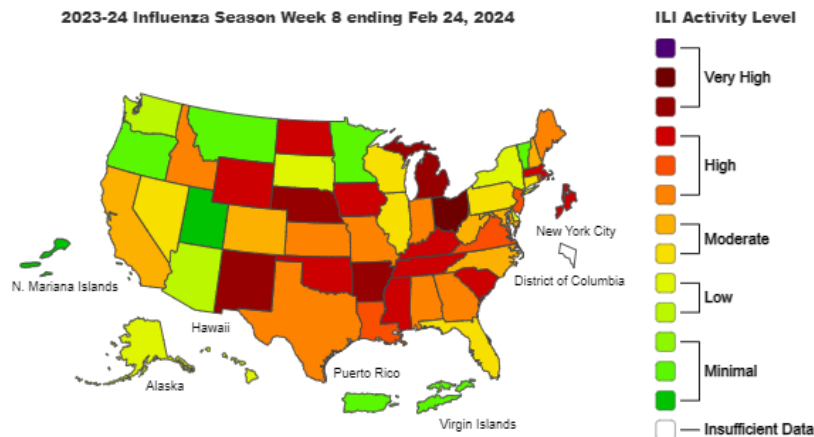 2023-24 Influenza Season Week 8 ending Feb 24, 2024
ILI Activity Level
Very High
High
New York City
Moderate
District of Columbia
N. Mariana Islands
Low
Hawaii
Puerto Rico
Minimal
Alaska
Virgin Islands
Insufficient Data